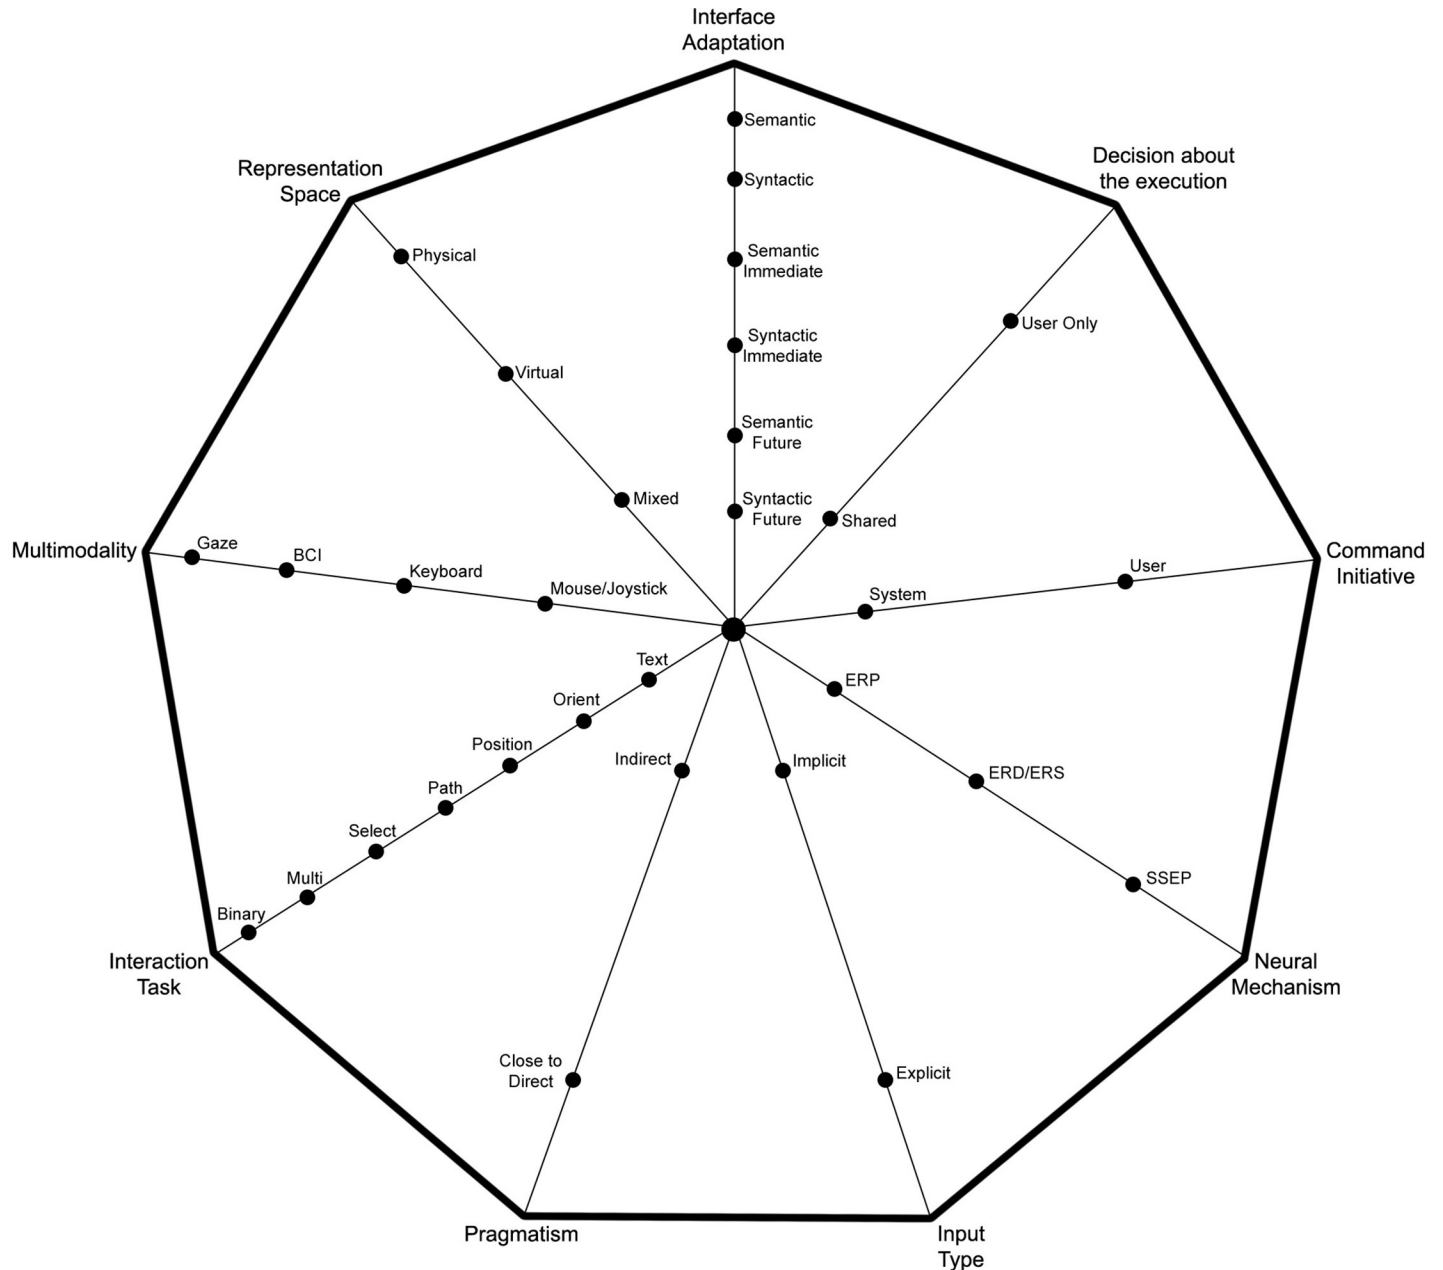 Interface
Adaptation
Semantic
Syntactic
Semantic
Immediate
Syntactic
Immediate
Semantic
Future
Syntactic
Future
Decision about
the execution
User Only
Shared
Command
Initiative
User
System
Neural
Mechanism
ERP
ERD/ERS
SSEP
Input
Type
Implicit
Explicit
Pragmatism
Indirect
Close to
Direct
Interaction
Task
Text
Orient
Position
Path
Select
Multi
Binary
Multimodality
Gaze
BCI
Keyboard
Mouse/Joystick
Representation
Space
Physical
Virtual
Mixed